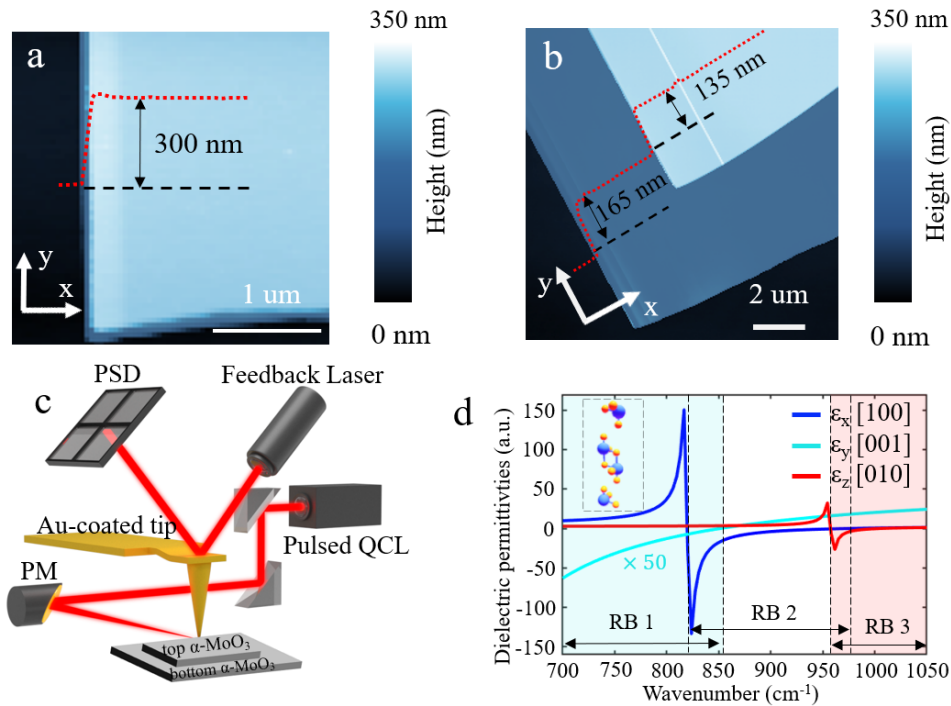 a
300 nm
y
x
1 um
350 nm
Height (nm)
0 nm
b
135 nm
165 nm
y
x
2 um
350 nm
Height (nm)
0 nm
c
PSD
Feedback Laser
Au-coated tip
Pulsed QCL
PM
top α-MoO₃
bottom α-MoO₃
d
Dielectric permittivties (a.u.)
150
100
50
0
-50
-100
-150
εx [100]
εy [001]
εz [010]
× 50
RB 1
RB 2
RB 3
700 750 800 850 900 950 1000 1050
Wavenumber (cm⁻¹)